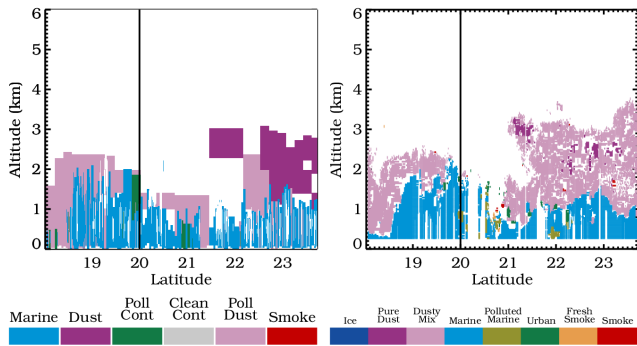 6
5
4
3
2
1
0
Altitude (km)
19 20 21 22 23
Latitude
Marine Dust Poll Cont Clean Cont Poll Dust Smoke
6
5
4
3
2
1
0
Altitude (km)
19 20 21 22 23
Latitude
Ice Pure Dust Dusty Mix Marine Polluted Marine Urban Fresh Smoke Smoke